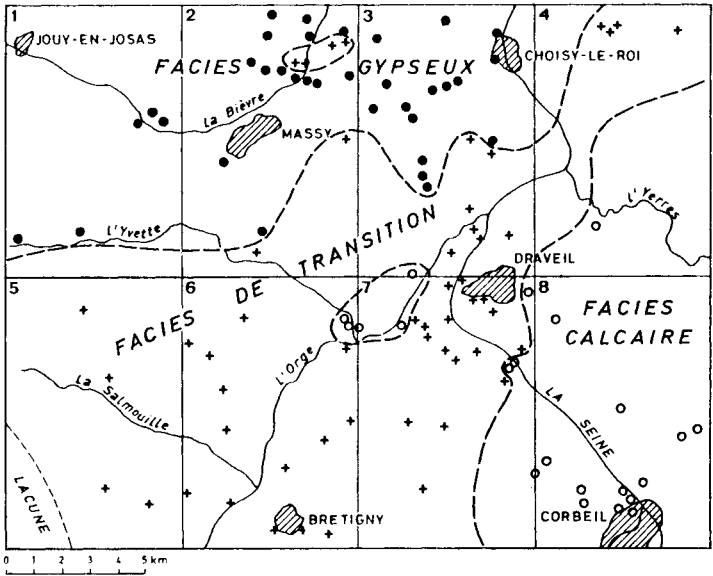 1 2 3 4
JOUY-EN-JOSAS
FACIES GYPSEUX
CHOISY-LE-ROI
La Bièvre
MASSY
L'Yerres
L'Yvette
FACIES DE TRANSITION
DRAVEIL
5 6 7 8
FACIES
CALCAIRE
L'Orge
La Salmouille
LA SEINE
LACUNE
BRETIGNY
CORBEIL
0 1 2 3 4 5 km